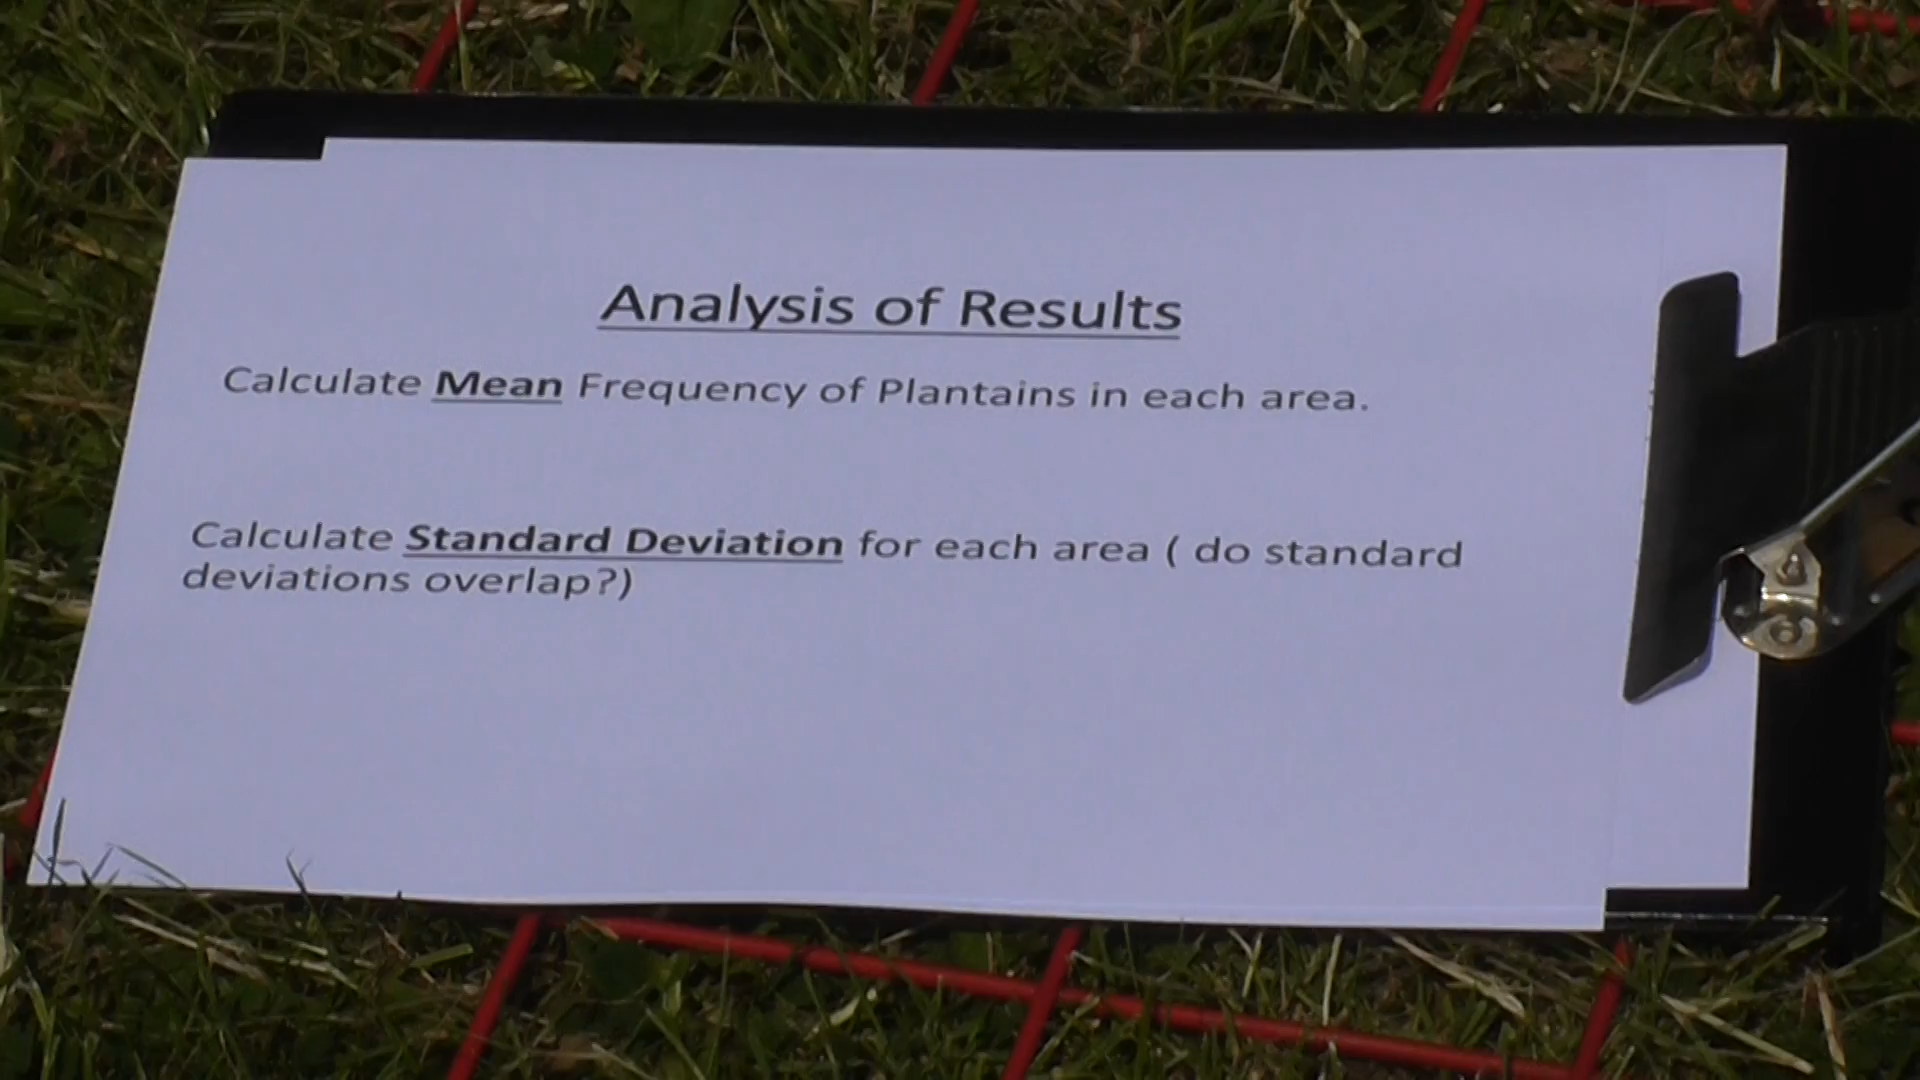 Analysis of Results
Calculate Mean Frequency of Plantains in each area.
Calculate Standard Deviation for each area ( do standard
deviations overlap?)